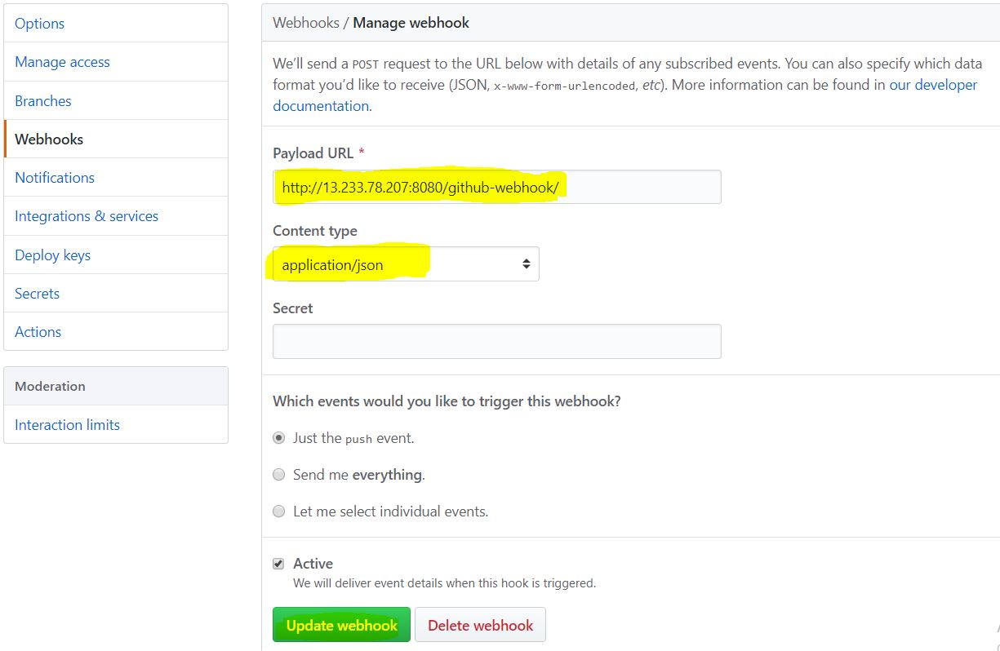 Options
Manage access
Branches
Webhooks
Notifications
Integrations & services
Deploy keys
Secrets
Actions
Moderation
Interaction limits
Webhooks / Manage webhook
We’ll send a POST request to the URL below with details of any subscribed events. You can also specify which data
format you’d like to receive (JSON, x-www-form-urlencoded, etc). More information can be found in our developer
documentation.
Payload URL *
http://13.233.78.207:8080/github-webhook/
Content type
application/json
Secret
Which events would you like to trigger this webhook?
Just the push event.
Send me everything.
Let me select individual events.
Active
We will deliver event details when this hook is triggered.
Update webhook
Delete webhook